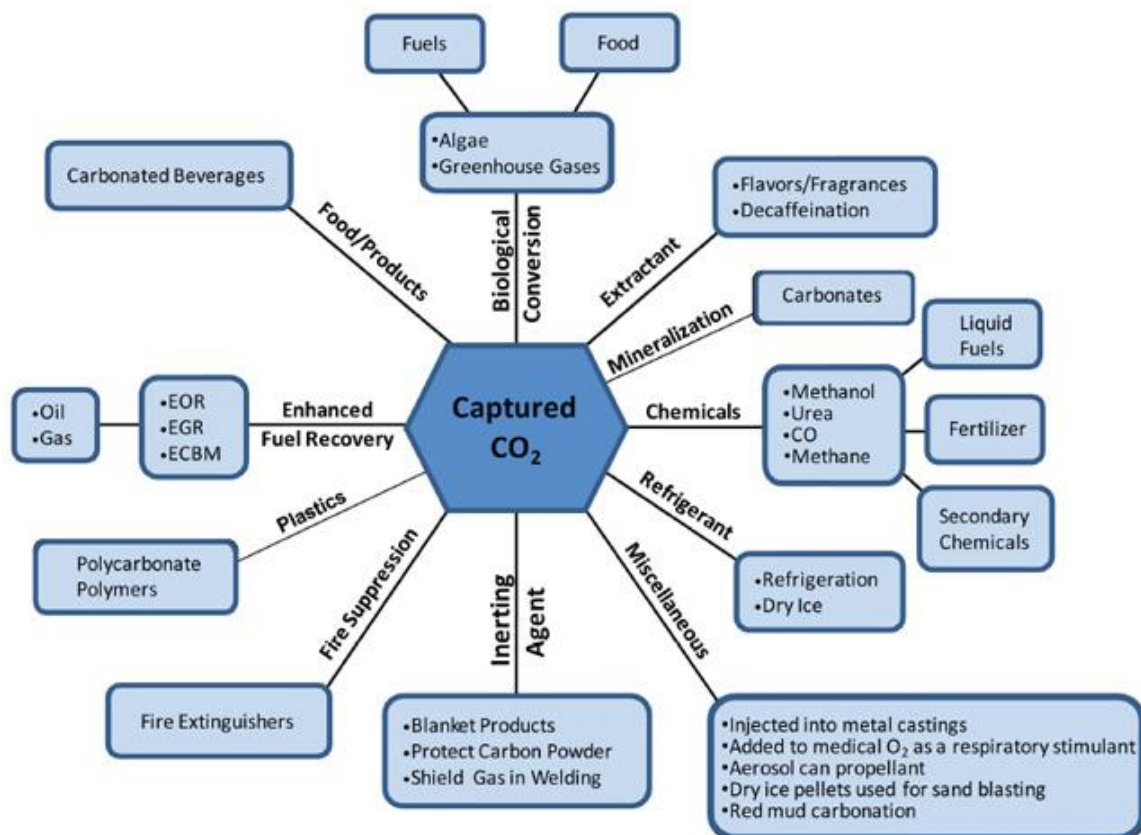 Fuels
Food
•Algae
•Greenhouse Gases
Carbonated Beverages
•Flavors/Fragrances
•Decaffeination
Food/Products
Biological
Conversion
Extractant
Mineralization
Carbonates
Liquid
Fuels
•Oil
•Gas
•EOR
•EGR
•ECBM
Enhanced
Fuel Recovery
Captured
CO₂
Chemicals
•Methanol
•Urea
•CO
•Methane
Fertilizer
Secondary
Chemicals
Plastics
Polycarbonate
Polymers
Refrigerant
•Refrigeration
•Dry Ice
Fire Suppression
Fire Extinguishers
Inerting
Agent
•Blanket Products
•Protect Carbon Powder
•Shield Gas in Welding
Miscellaneous
•Injected into metal castings
•Added to medical O₂ as a respiratory stimulant
•Aerosol can propellant
•Dry ice pellets used for sand blasting
•Red mud carbonation